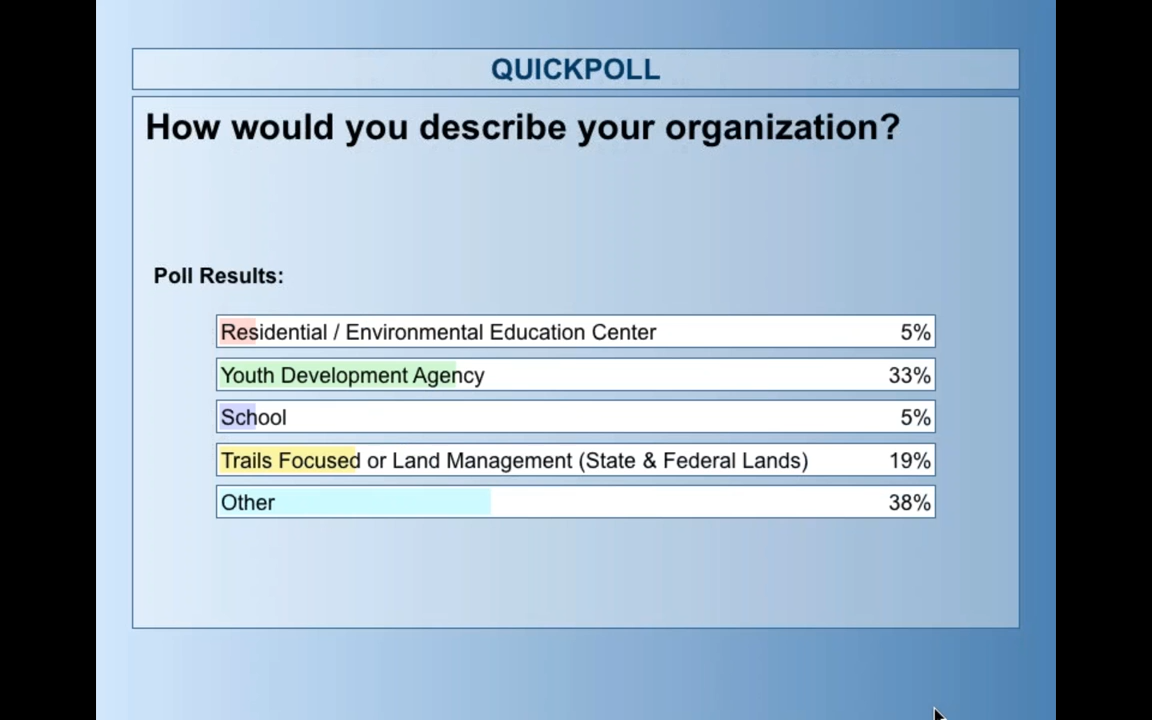 QUICKPOLL
How would you describe your organization?
Poll Results:
Residential / Environmental Education Center 5%
Youth Development Agency 33%
School 5%
Trails Focused or Land Management (State & Federal Lands) 19%
Other 38%